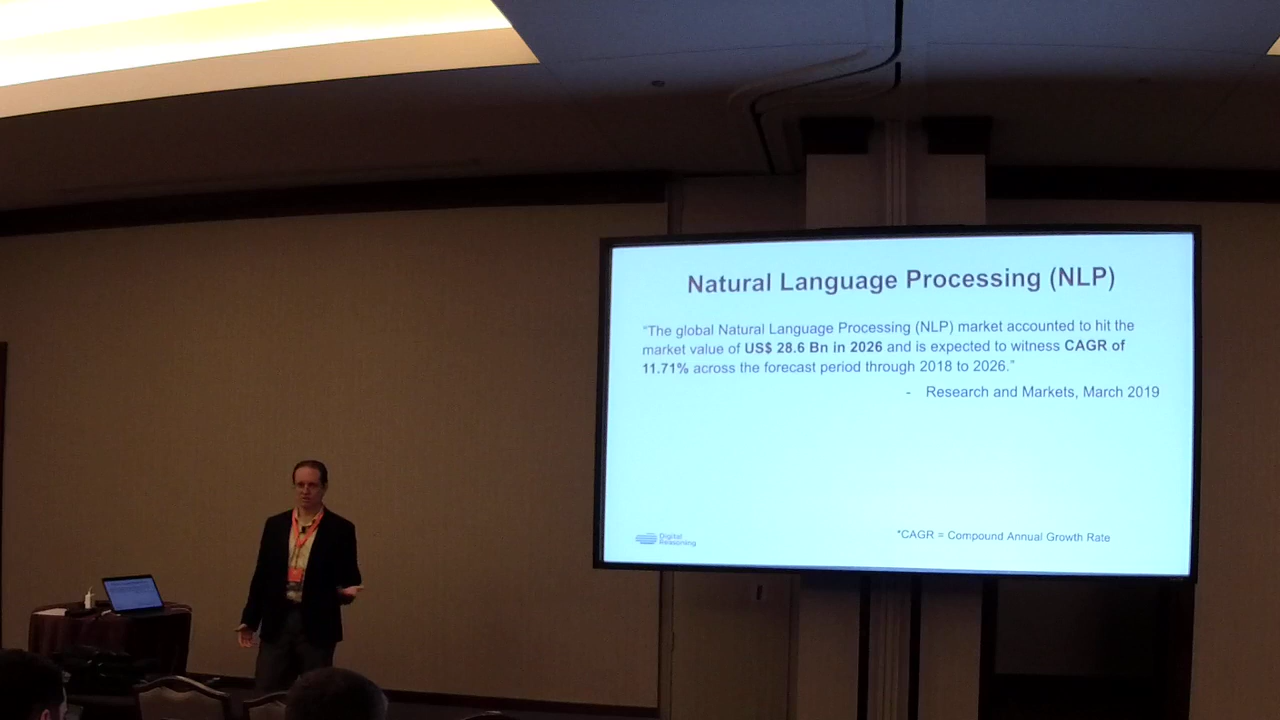 Natural Language Processing (NLP)
“The global Natural Language Processing (NLP) market accounted to hit the
market value of US$ 28.6 Bn in 2026 and is expected to witness CAGR of
11.71% across the forecast period through 2018 to 2026.”
- Research and Markets, March 2019
Digital
Reasoning
*CAGR = Compound Annual Growth Rate